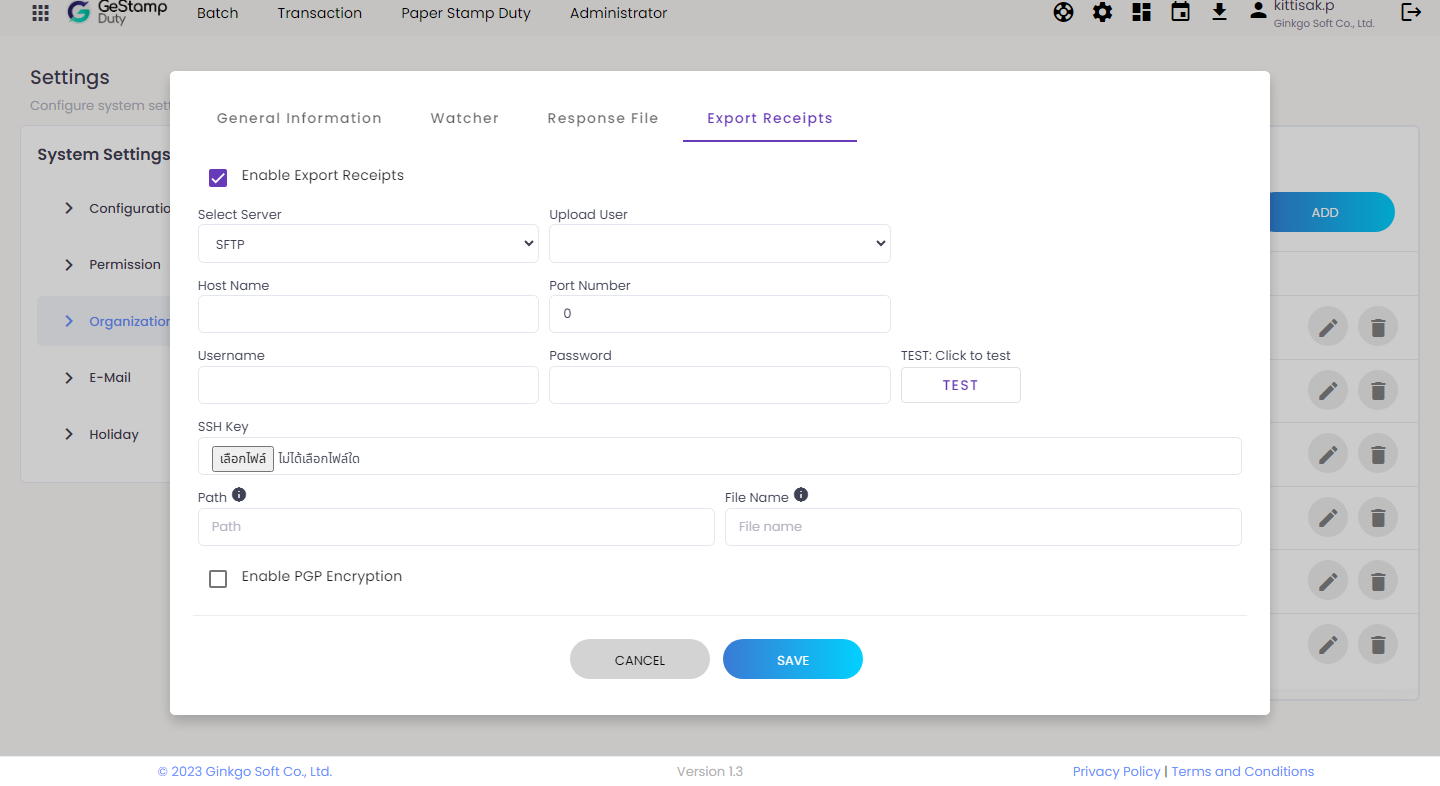 GeStamp
Duty
Batch
Transaction
Paper Stamp Duty
Administrator
kittisak.p
Ginkgo Soft Co., Ltd.
Settings
Configure system sett
System Settings
Configuratio
Permission
Organization
E-Mail
Holiday
ADD
General Information
Watcher
Response File
Export Receipts
Enable Export Receipts
Select Server
Upload User
SFTP
Host Name
Port Number
0
Username
Password
TEST: Click to test
TEST
SSH Key
เลือกไฟล์ ไม่ได้เลือกไฟล์ใด
Path
File Name
Path
File name
Enable PGP Encryption
CANCEL
SAVE
© 2023 Ginkgo Soft Co., Ltd.
Version 1.3
Privacy Policy | Terms and Conditions